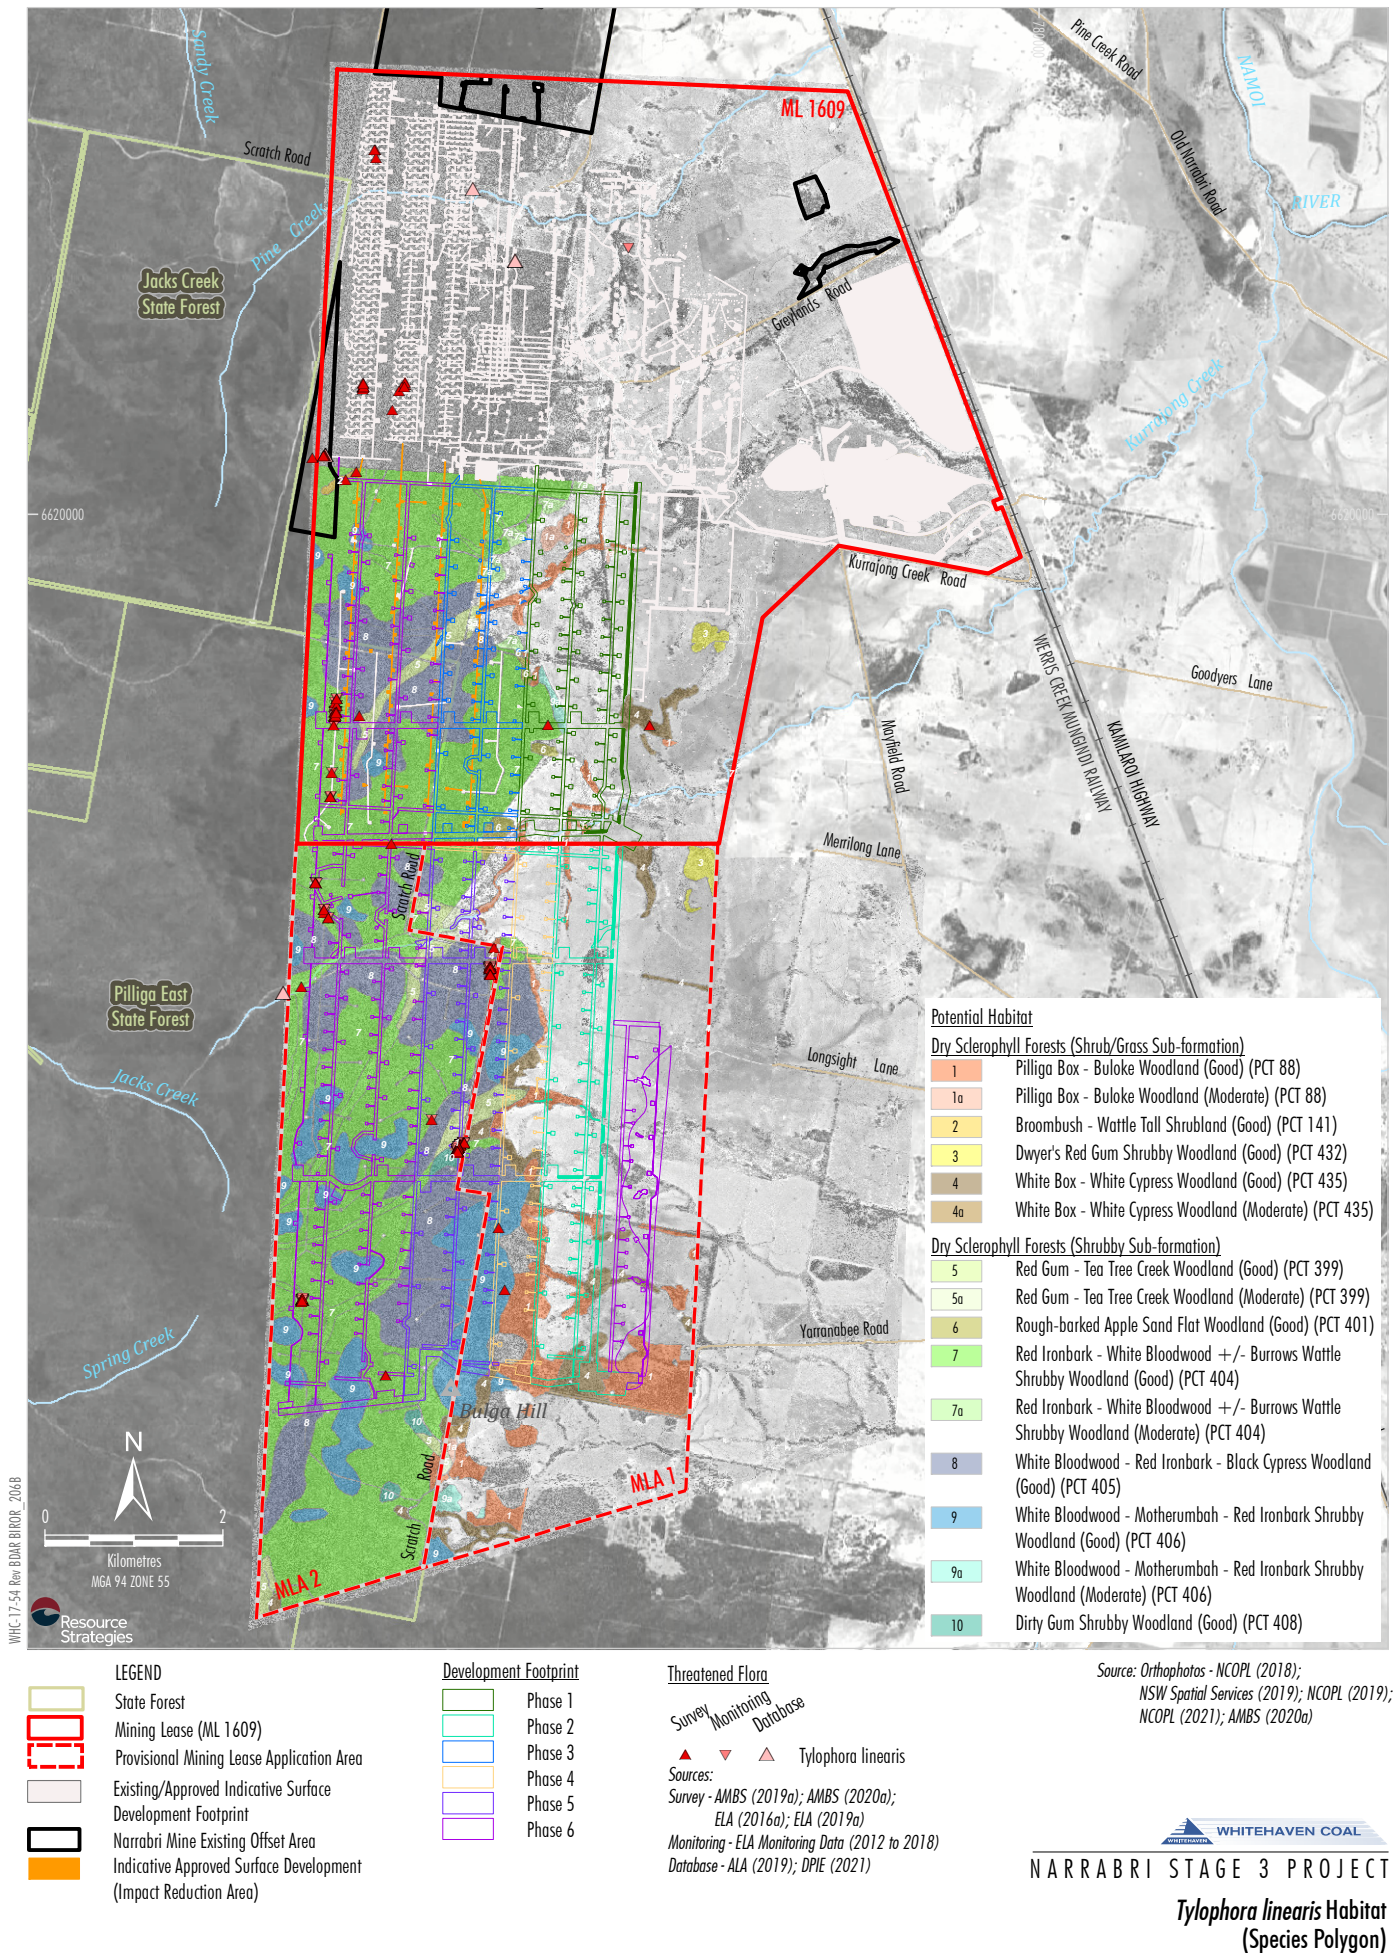 Sandy Creek
Scratch Road
Pine Creek
Jacks Creek
State Forest
6620000
ML 1609
780000
Pine Creek Road
NAMOI
RIVER
Old Narrabri Road
Greylands Road
Kurrajong Creek
6620000
Kurrajong Creek Road
Goodyers Lane
WERRIS CREEK MUNGINDI RAILWAY
KAMILAROI HIGHWAY
Mayfield Road
Merrilong Lane
Scratch Road
Pilliga East
State Forest
Jacks Creek
Longsight Lane
Yarranabee Road
Spring Creek
Bulga Hill
Scratch Road
MLA 1
MLA 2
N
0 2
Kilometres
MGA 94 ZONE 55
WHC-17-54 Rev BDAR BIROR_206B
Resource
Strategies
Potential Habitat
Dry Sclerophyll Forests (Shrub/Grass Sub-formation)
1 Pilliga Box - Buloke Woodland (Good) (PCT 88)
1a Pilliga Box - Buloke Woodland (Moderate) (PCT 88)
2 Broombush - Wattle Tall Shrubland (Good) (PCT 141)
3 Dwyer's Red Gum Shrubby Woodland (Good) (PCT 432)
4 White Box - White Cypress Woodland (Good) (PCT 435)
4a White Box - White Cypress Woodland (Moderate) (PCT 435)
Dry Sclerophyll Forests (Shrubby Sub-formation)
5 Red Gum - Tea Tree Creek Woodland (Good) (PCT 399)
5a Red Gum - Tea Tree Creek Woodland (Moderate) (PCT 399)
6 Rough-barked Apple Sand Flat Woodland (Good) (PCT 401)
7 Red Ironbark - White Bloodwood +/- Burrows Wattle
Shrubby Woodland (Good) (PCT 404)
7a Red Ironbark - White Bloodwood +/- Burrows Wattle
Shrubby Woodland (Moderate) (PCT 404)
8 White Bloodwood - Red Ironbark - Black Cypress Woodland
(Good) (PCT 405)
9 White Bloodwood - Motherumbah - Red Ironbark Shrubby
Woodland (Good) (PCT 406)
9a White Bloodwood - Motherumbah - Red Ironbark Shrubby
Woodland (Moderate) (PCT 406)
10 Dirty Gum Shrubby Woodland (Good) (PCT 408)
LEGEND
State Forest
Mining Lease (ML 1609)
Provisional Mining Lease Application Area
Existing/Approved Indicative Surface
Development Footprint
Narrabri Mine Existing Offset Area
Indicative Approved Surface Development
(Impact Reduction Area)
Development Footprint
Phase 1
Phase 2
Phase 3
Phase 4
Phase 5
Phase 6
Threatened Flora
Survey
Monitoring
Database
Tylophora linearis
Sources:
Survey - AMBS (2019a); AMBS (2020a);
ELA (2016a); ELA (2019a)
Monitoring - ELA Monitoring Data (2012 to 2018)
Database - ALA (2019); DPIE (2021)
Source: Orthophotos - NCOPL (2018);
NSW Spatial Services (2019); NCOPL (2019);
NCOPL (2021); AMBS (2020a)
WHITEHAVEN
WHITEHAVEN COAL
NARRABRI STAGE 3 PROJECT
Tylophora linearis Habitat
(Species Polygon)